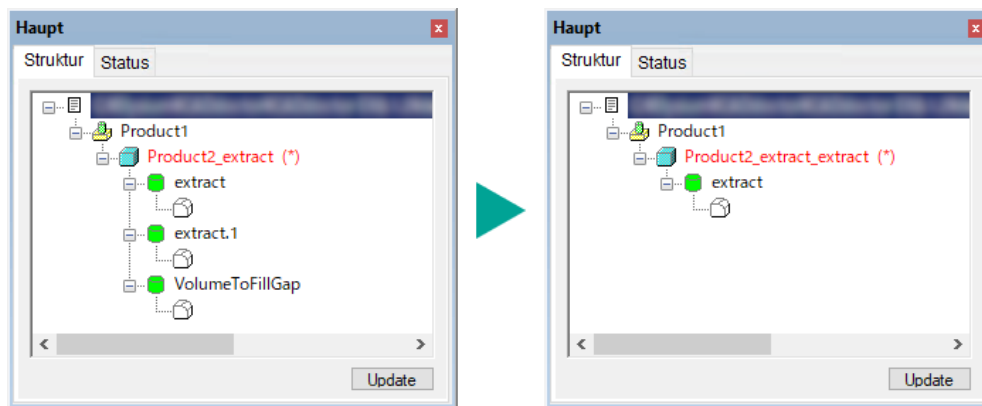 Haupt
Struktur
Status
Product1
Product2_extract (*)
extract
extract.1
VolumeToFillGap
Update
Haupt
Struktur
Status
Product1
Product2_extract_extract (*)
extract
Update